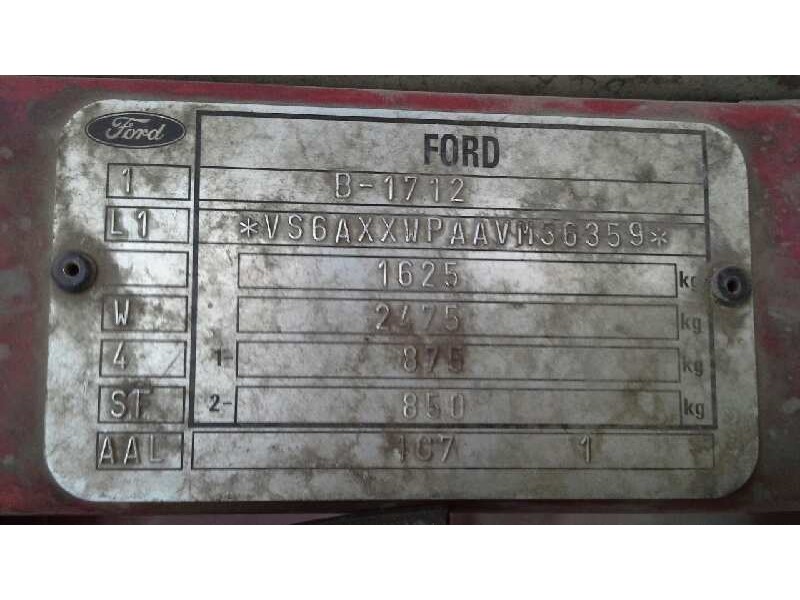 Ford
FORD
1 B-1712
L1 *VS6AXXWPAAVM36359*
1625 kg
W 2475 kg
4 1- 875 kg
ST 2- 850 kg
AAL 1C7 1